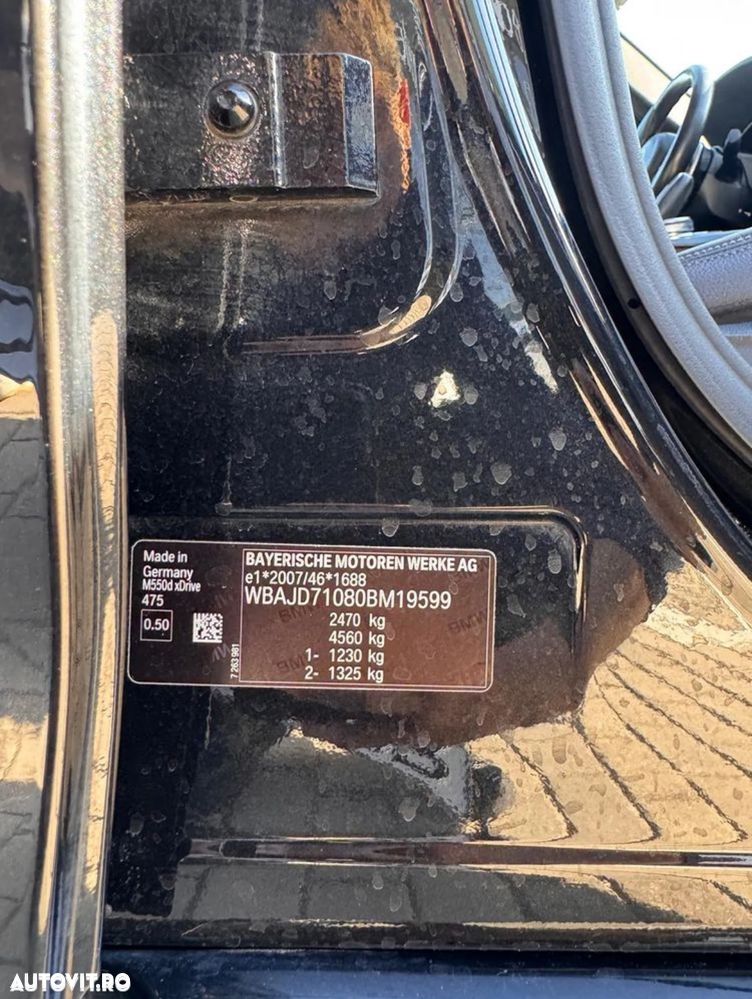 Made in
Germany
M550d xDrive
475
0.50
7 263 981
BAYERISCHE MOTOREN WERKE AG
e1*2007/46*1688
WBAJD71080BM19599
2470 kg
4560 kg
1- 1230 kg
2- 1325 kg
AUTOVIT.RO